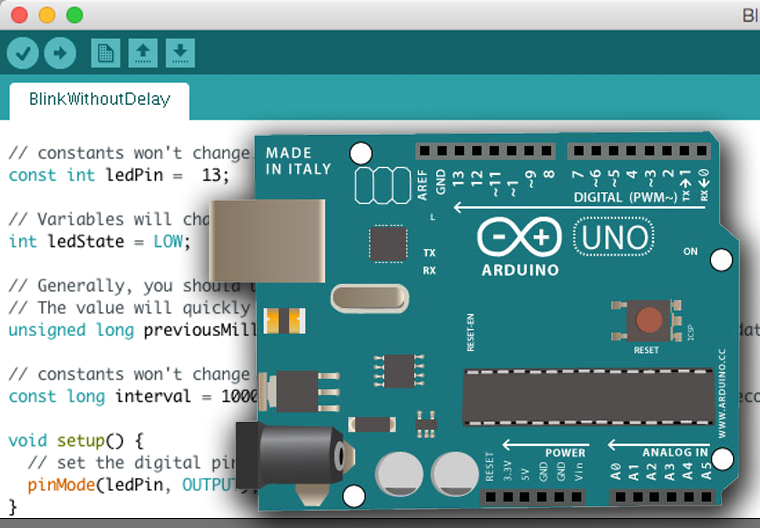 Bl
BlinkWithoutDelay
// constants won't change.
const int ledPin =  13;
// Variables will cha
int ledState = LOW;
// Generally, you should u
// The value will quickly
unsigned long previousMill
dat
// constants won't change
const long interval = 1000
eco
void setup() {
  // set the digital pin
  pinMode(ledPin, OUTPUT);
}
MADE
IN ITALY
AREF
GND
13
12
~11
~10
~9
8
7
~6
~5
4
~3
2
TX→1
RX←0
DIGITAL (PWM~)
L
TX
RX
ARDUINO
UNO
ON
RESET-EN
ICSP
RESET
WWW.ARDUINO.CC
POWER
ANALOG IN
RESET
3.3V
5V
GND
GND
Vin
A0
A1
A2
A3
A4
A5